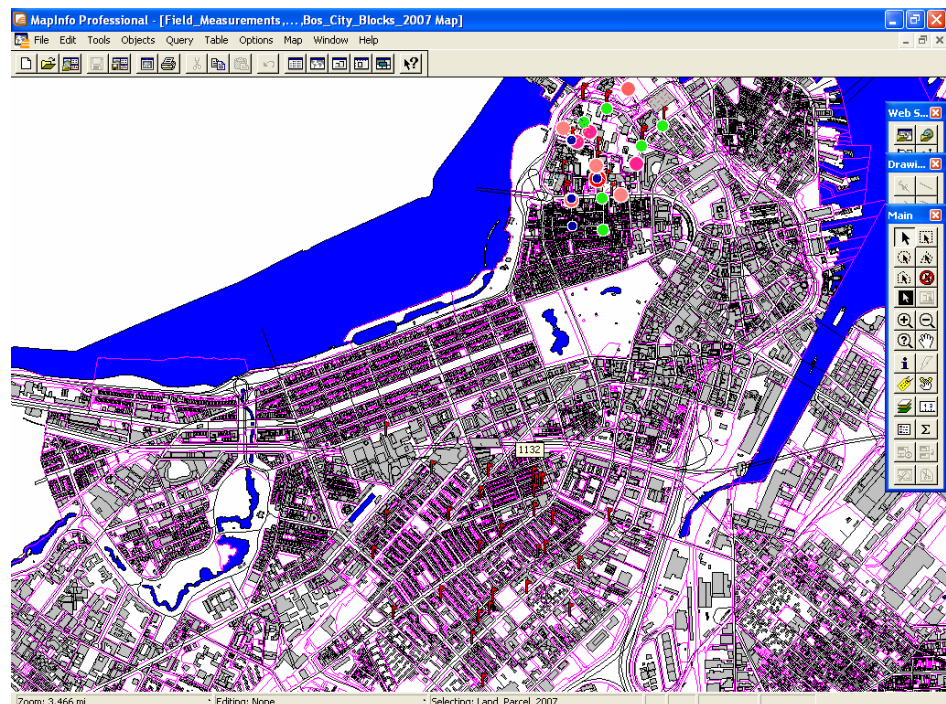 MapInfo Professional - [Field_Measurements,...,Bos_City_Blocks_2007 Map]
File Edit Tools Objects Query Table Options Map Window Help
Web S...
Drawi...
Main
1132
Zoom: 3.466 mi
Editing: None
Selecting: Land_Parcel_2007